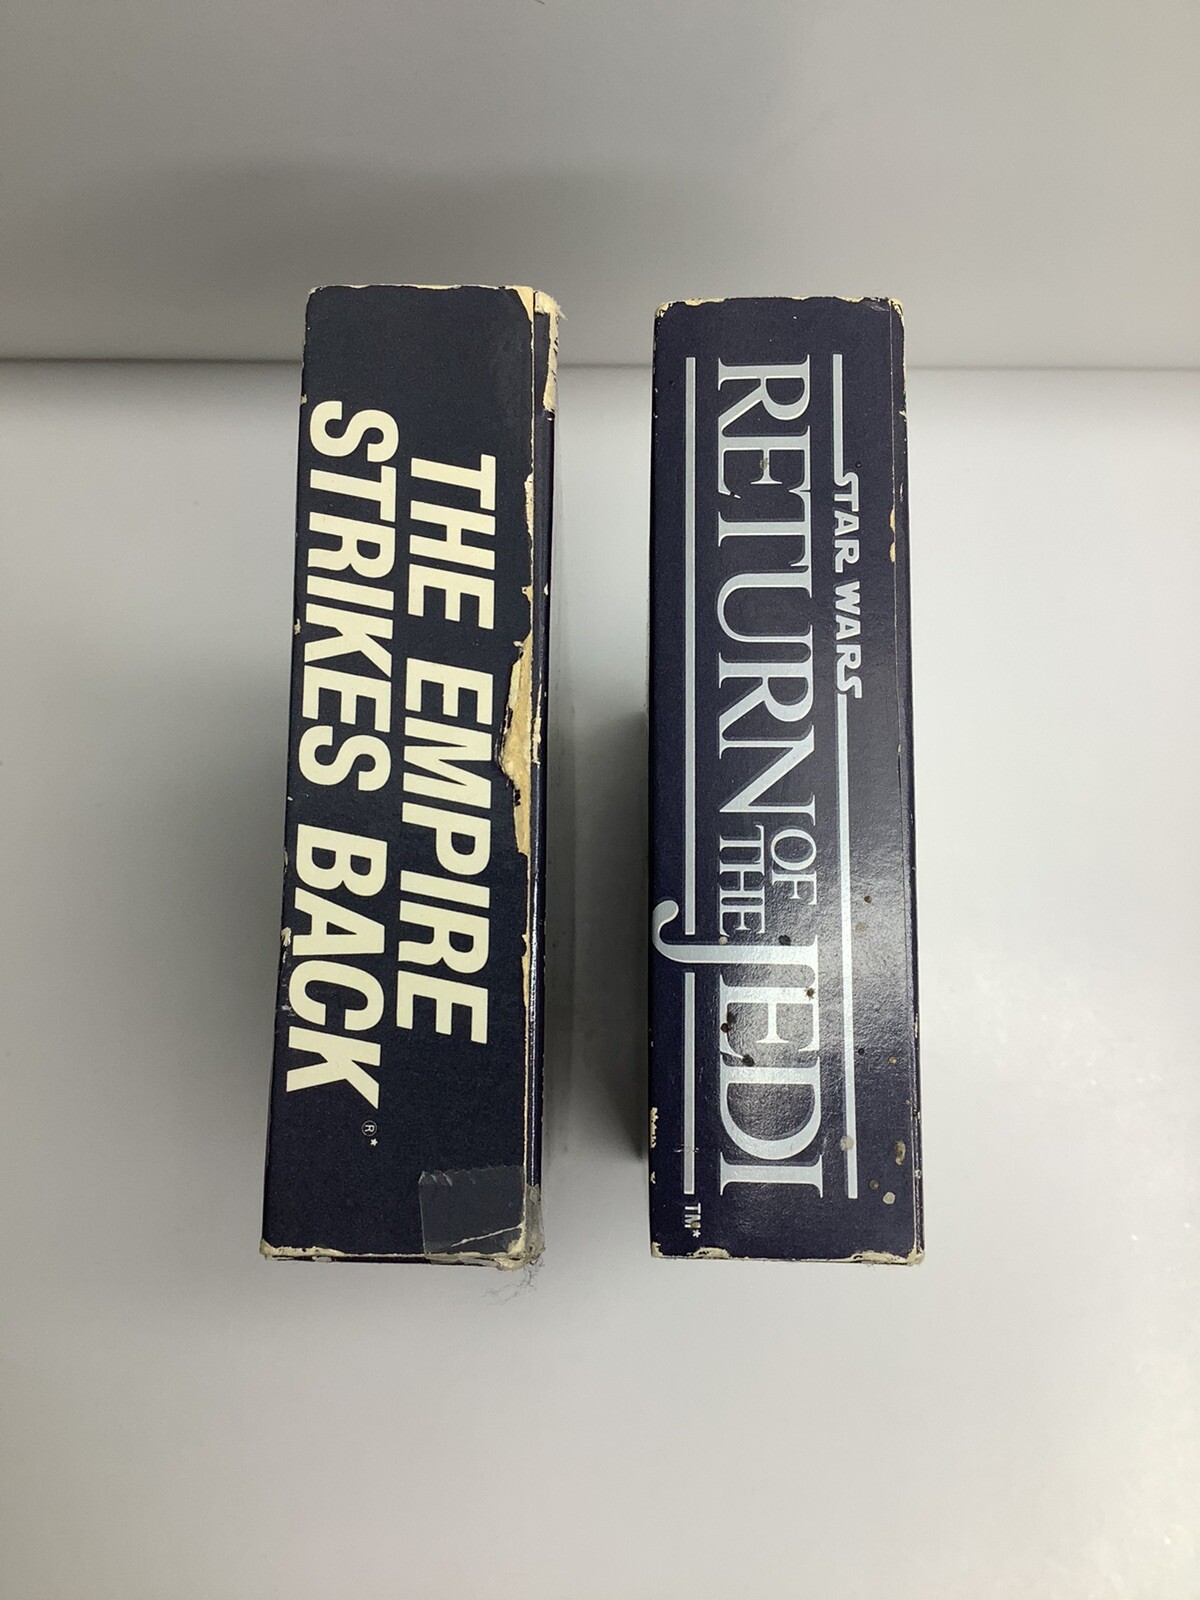 THE EMPIRE
STRIKES BACK®*
STAR WARS
RETURN OF THE JEDI
TM*